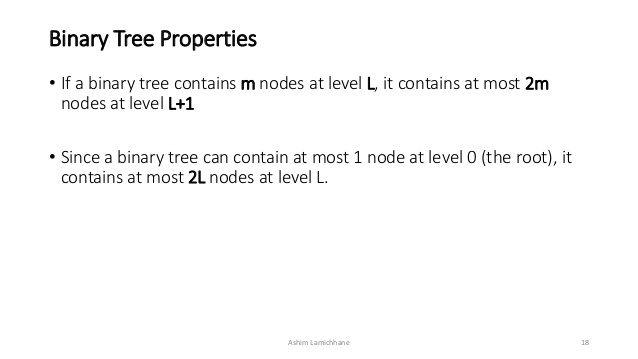 Binary Tree Properties
• If a binary tree contains m nodes at level L, it contains at most 2m
nodes at level L+1
• Since a binary tree can contain at most 1 node at level 0 (the root), it
contains at most 2L nodes at level L.
Ashim Lamichhane 18